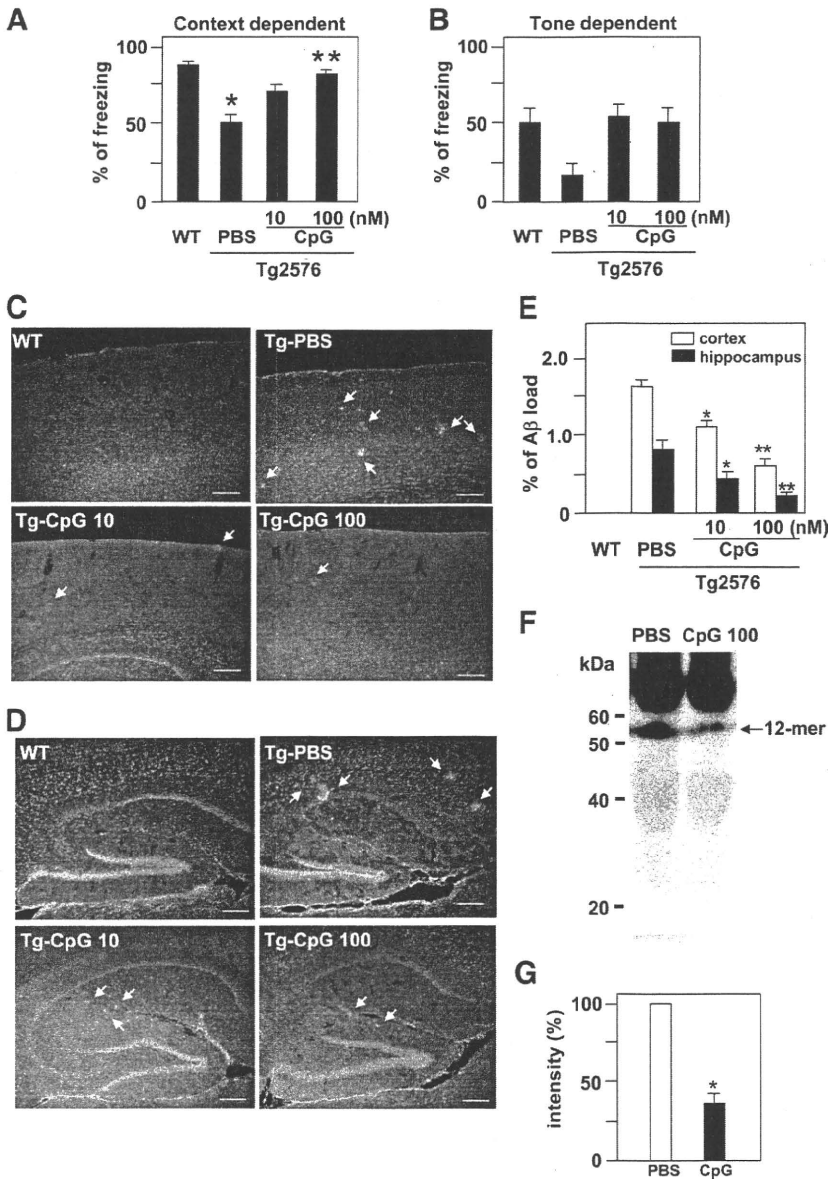 A
Context dependent
% of freezing
100
50
0
*
**
10 100 (nM)
WT PBS CpG
Tg2576
B
Tone dependent
% of freezing
100
50
0
10 100 (nM)
WT PBS CpG
Tg2576
C
WT
Tg-PBS
Tg-CpG 10
Tg-CpG 100
D
WT
Tg-PBS
Tg-CpG 10
Tg-CpG 100
E
cortex
hippocampus
% of Aβ load
2.0
1.0
0
*
*
**
**
10 100 (nM)
WT PBS CpG
Tg2576
F
PBS CpG 100
kDa
60
50
40
20
←12-mer
G
intensity (%)
100
50
0
*
PBS CpG